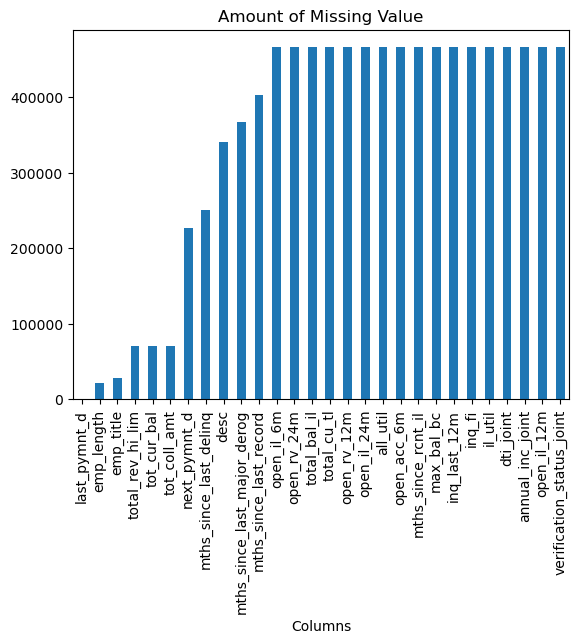 Amount of Missing Value
400000
300000
200000
100000
0
last_pymnt_d
emp_length
emp_title
total_rev_hi_lim
tot_cur_bal
tot_coll_amt
next_pymnt_d
mths_since_last_delinq
desc
mths_since_last_major_derog
mths_since_last_record
open_il_6m
open_rv_24m
total_bal_il
total_cu_tl
open_rv_12m
open_il_24m
all_util
open_acc_6m
mths_since_rcnt_il
max_bal_bc
inq_last_12m
inq_fi
il_util
dti_joint
annual_inc_joint
open_il_12m
verification_status_joint
Columns